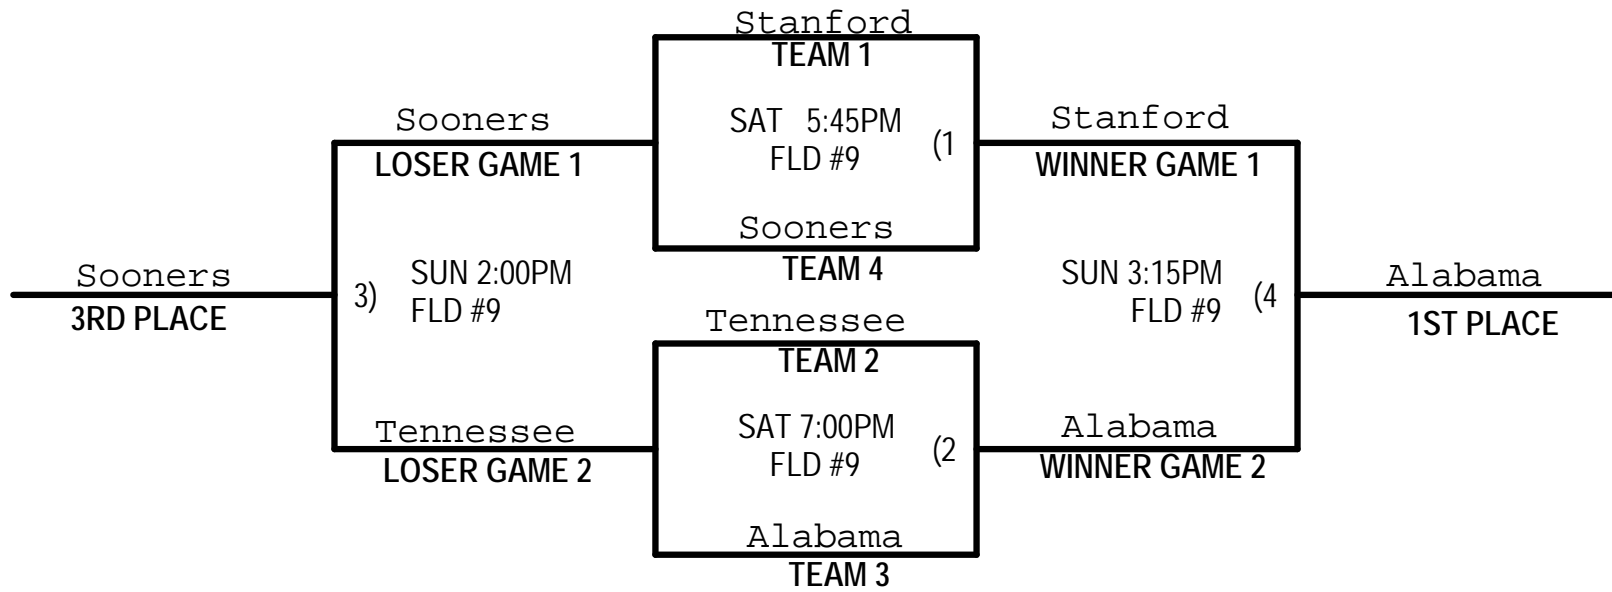 Stanford
TEAM 1
Sooners
SAT 5:45PM
Stanford
LOSER GAME 1
FLD #9
(1
WINNER GAME 1
Sooners
TEAM 4
Sooners
3RD PLACE
3)
SUN 2:00PM
FLD #9
SUN 3:15PM
FLD #9
(4
Alabama
1ST PLACE
Tennessee
TEAM 2
Tennessee
LOSER GAME 2
SAT 7:00PM
FLD #9
(2
Alabama
WINNER GAME 2
Alabama
TEAM 3